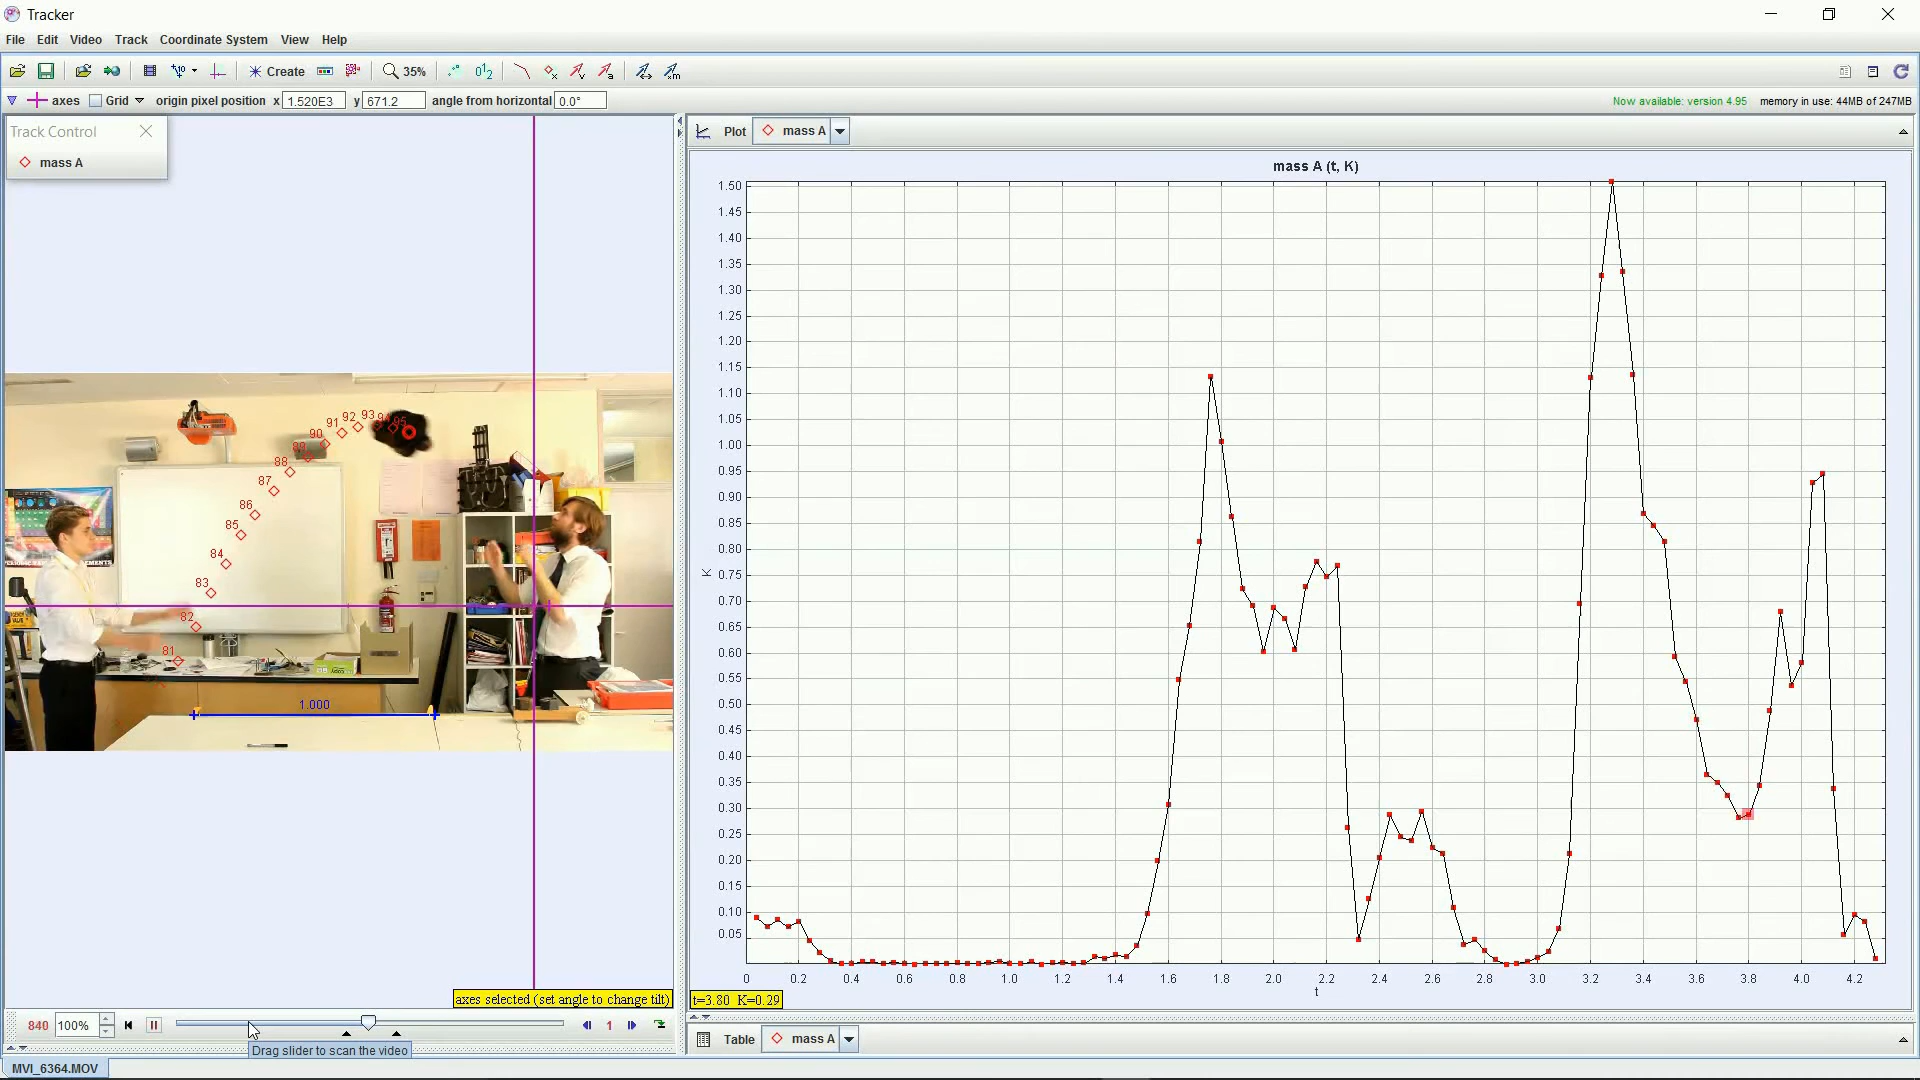 Tracker
File Edit Video Track Coordinate System View Help
Create 35%
axes Grid origin pixel position x 1.520E3 y 671.2 angle from horizontal 0.0° Now available: version 4.95 memory in use: 44MB of 247MB
Track Control
mass A
Plot mass A
mass A (t, K)
1.50
1.45
1.40
1.35
1.30
1.25
1.20
1.15
1.10
1.05
1.00
0.95
0.90
0.85
0.80
0.75
0.70
0.65
0.60
0.55
0.50
0.45
0.40
0.35
0.30
0.25
0.20
0.15
0.10
0.05
K
0 0.2 0.4 0.6 0.8 1.0 1.2 1.4 1.6 1.8 2.0 2.2 2.4 2.6 2.8 3.0 3.2 3.4 3.6 3.8 4.0 4.2
t
95
94
93
92
91
90
89
88
87
86
85
84
83
82
81
1.000
axes selected (set angle to change tilt)
t=3.80 K=0.29
840 100% 1
Drag slider to scan the video
Table mass A
MVI_6364.MOV